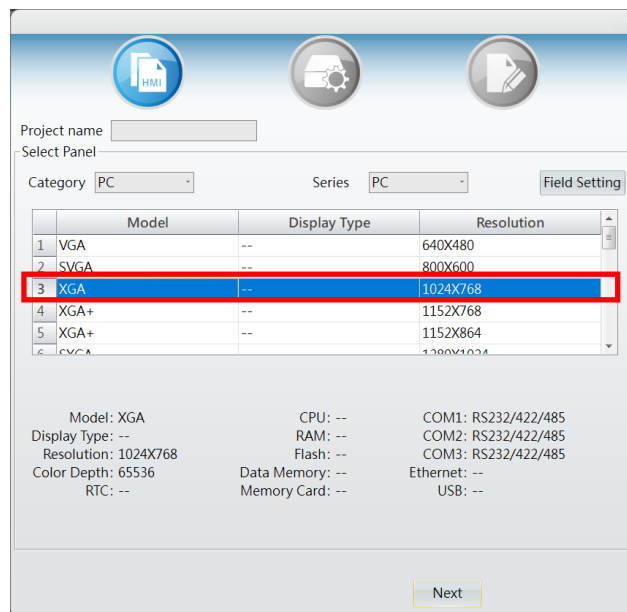 HMI
Project name
Select Panel
Category PC Series PC Field Setting
Model Display Type Resolution
1 VGA -- 640X480
2 SVGA -- 800X600
3 XGA -- 1024X768
4 XGA+ -- 1152X768
5 XGA+ -- 1152X864
6 SXGA 1280X1024
Model: XGA CPU: -- COM1: RS232/422/485
Display Type: -- RAM: -- COM2: RS232/422/485
Resolution: 1024X768 Flash: -- COM3: RS232/422/485
Color Depth: 65536 Data Memory: -- Ethernet: --
RTC: -- Memory Card: -- USB: --
Next